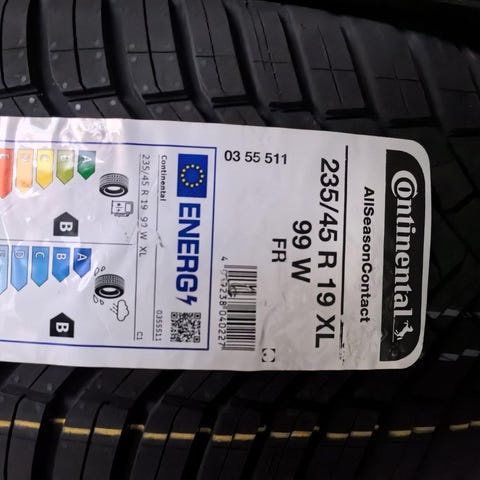 Continental
AllSeasonContact
235/45 R 19 XL
99 W
FR
03 55 511
ENERG
Continental
0355511
235/45 R 19 99 W XL
C1
A
B
C
D
E
B
A
B
C
D
B